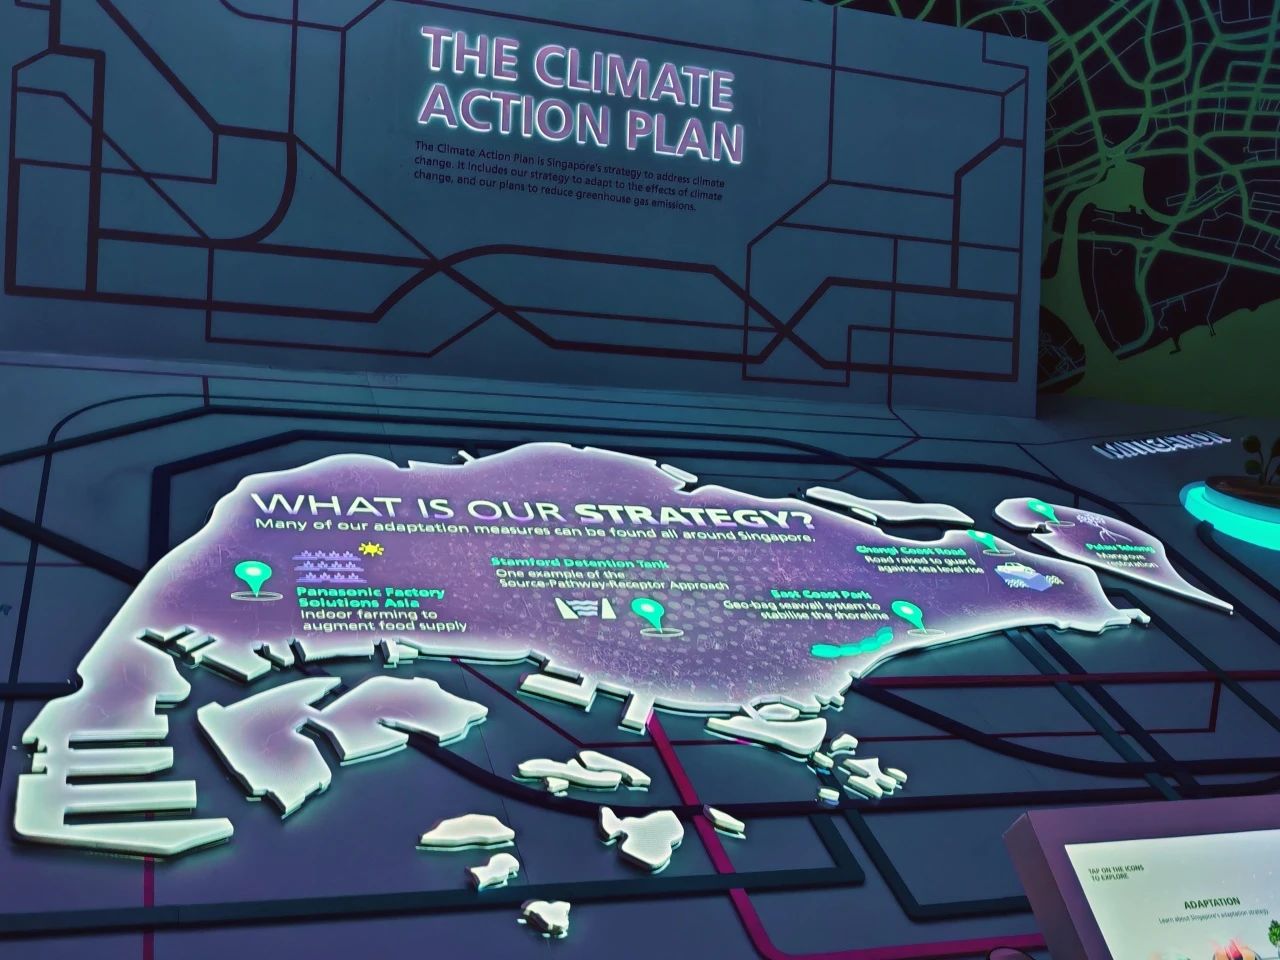 THE CLIMATE
ACTION PLAN
The Climate Action Plan is Singapore's strategy to address climate
change. It includes our strategy to adapt to the effects of climate
change, and our plans to reduce greenhouse gas emissions.
MITIGATION
WHAT IS OUR STRATEGY?
Many of our adaptation measures can be found all around Singapore.
Panasonic Factory
Solutions Asia
Indoor farming to
augment food supply
Stamford Detention Tank
One example of the
Source-Pathway-Receptor Approach
Changi Coast Road
Road raised to guard
against sea level rise
East Coast Park
Geo-bag seawall system to
stabilise the shoreline
Pulau Tekong
Mangrove
restoration
TAP ON THE ICONS
TO EXPLORE
ADAPTATION
Learn about Singapore's adaptation strategy